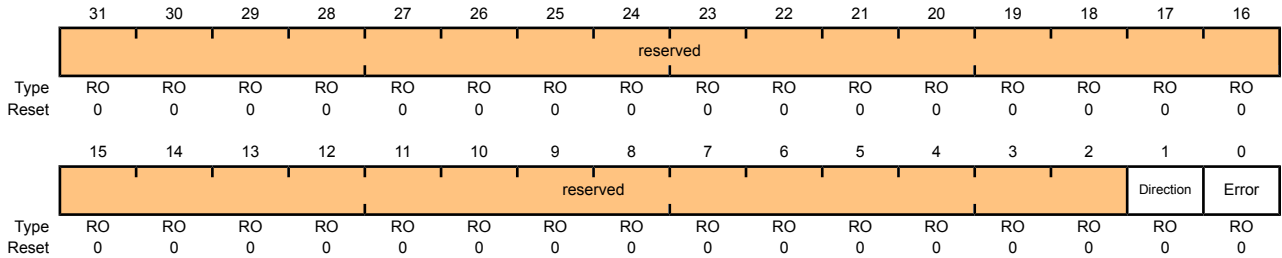 31 30 29 28 27 26 25 24 23 22 21 20 19 18 17 16
reserved
Type RO RO RO RO RO RO RO RO RO RO RO RO RO RO RO RO
Reset 0 0 0 0 0 0 0 0 0 0 0 0 0 0 0 0
15 14 13 12 11 10 9 8 7 6 5 4 3 2 1 0
reserved Direction Error
Type RO RO RO RO RO RO RO RO RO RO RO RO RO RO RO RO
Reset 0 0 0 0 0 0 0 0 0 0 0 0 0 0 0 0